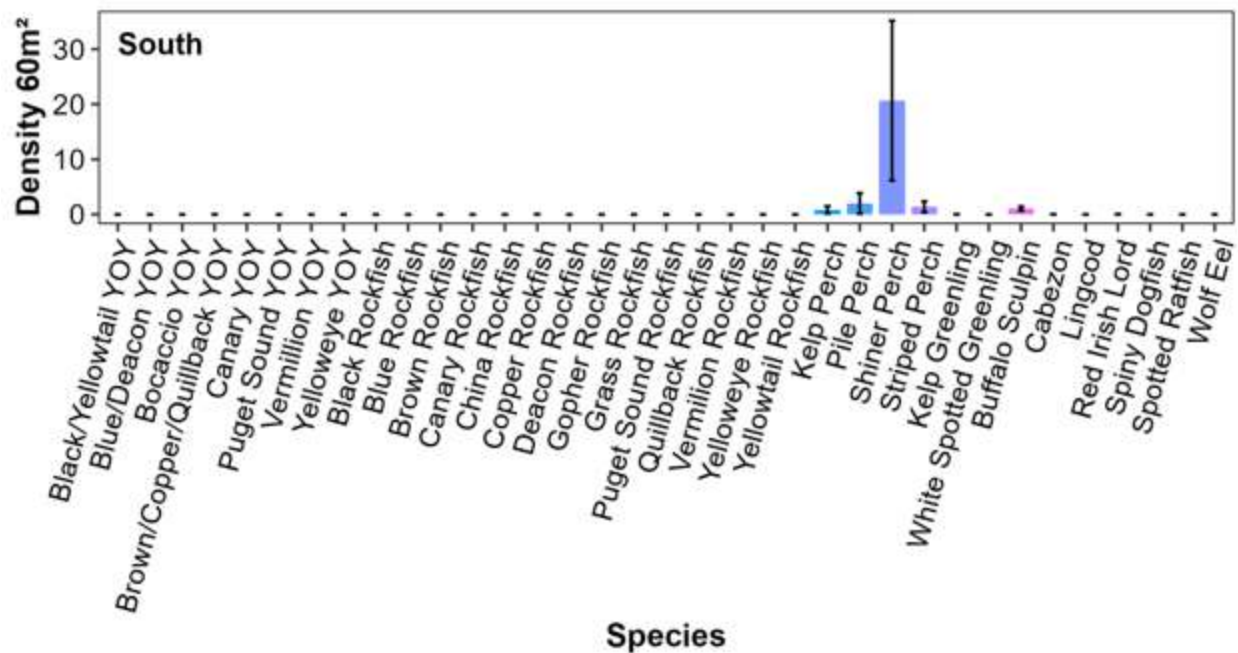 South
Density 60m²
30
20
10
0
Black/Yellowtail YOY
Blue/Deacon YOY
Bocaccio YOY
Brown/Copper/Quillback YOY
Canary YOY
Puget Sound YOY
Vermillion YOY
Yelloweye YOY
Black Rockfish
Blue Rockfish
Brown Rockfish
Canary Rockfish
China Rockfish
Copper Rockfish
Deacon Rockfish
Gopher Rockfish
Grass Rockfish
Puget Sound Rockfish
Quillback Rockfish
Vermilion Rockfish
Yelloweye Rockfish
Yellowtail Rockfish
Kelp Perch
Pile Perch
Shiner Perch
Striped Perch
Kelp Greenling
White Spotted Greenling
Buffalo Sculpin
Cabezon
Lingcod
Red Irish Lord
Spiny Dogfish
Spotted Ratfish
Wolf Eel
Species